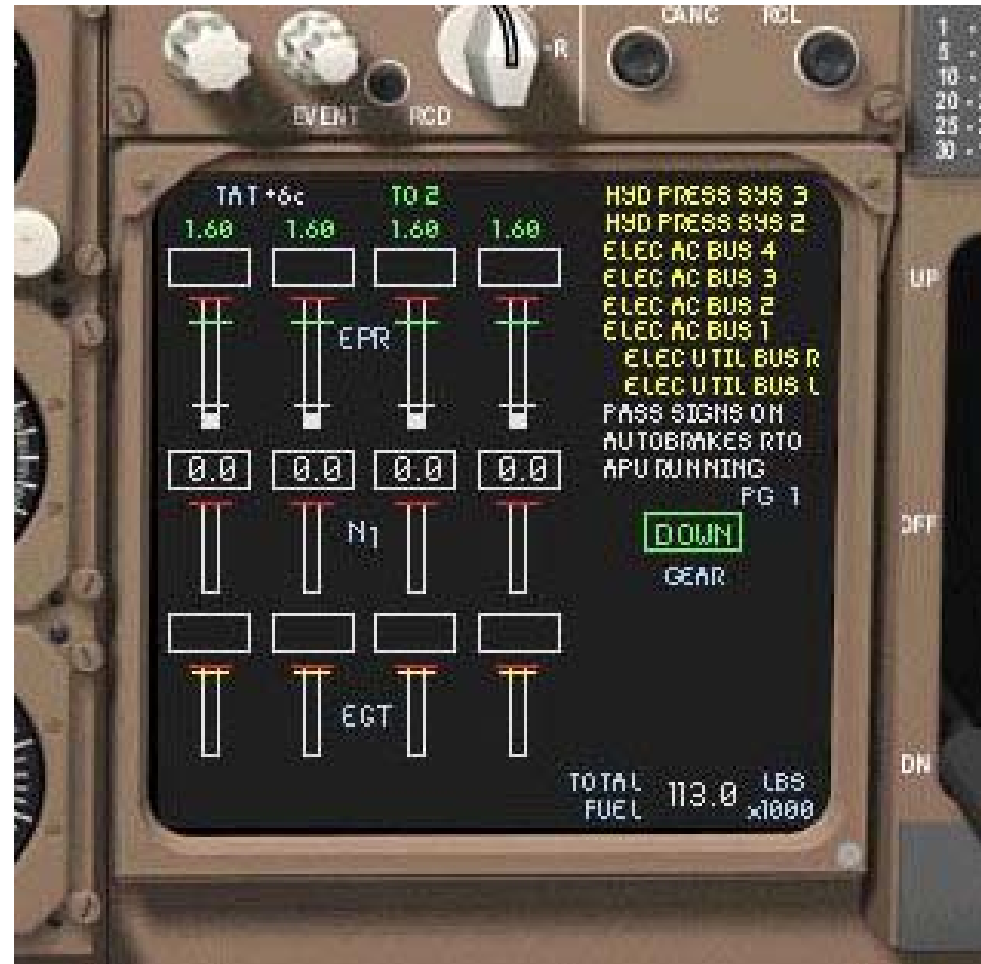 CANC RCL
-R
EVENT RCD
1
5
10
20
25
30
TAT +6c TO 2
1.60 1.60 1.60 1.60
EPR
0.0 0.0 0.0 0.0
N1
EGT
HYD PRESS SYS 3
HYD PRESS SYS 2
ELEC AC BUS 4
ELEC AC BUS 3
ELEC AC BUS 2
ELEC AC BUS 1
ELEC UTIL BUS R
ELEC UTIL BUS L
PASS SIGNS ON
AUTOBRAKES RTO
APU RUNNING
PG 1
DOWN
GEAR
TOTAL FUEL 113.0 LBS x1000
UP
OFF
DN